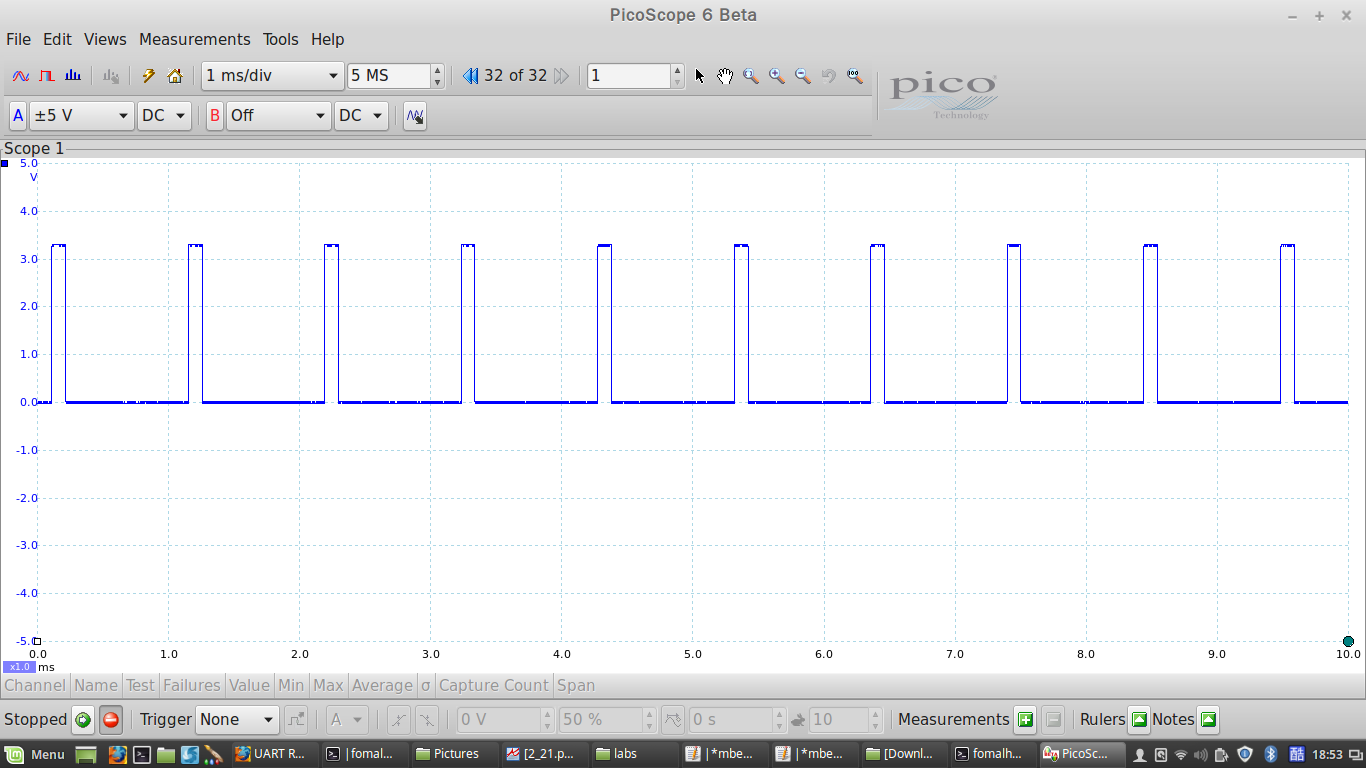 PicoScope 6 Beta
File Edit Views Measurements Tools Help
1 ms/div 5 MS 32 of 32 1
pico
Technology
A ±5 V DC B Off DC
Scope 1
5.0
V
4.0
3.0
2.0
1.0
0.0
-1.0
-2.0
-3.0
-4.0
-5.0
0.0 1.0 2.0 3.0 4.0 5.0 6.0 7.0 8.0 9.0 10.0
x1.0 ms
Channel Name Test Failures Value Min Max Average σ Capture Count Span
Stopped Trigger None A 0 V 50 % 0 s 10 Measurements Rulers Notes
Menu UART R... | fomal... Pictures [2_21.p... labs | *mbe... | *mbe... [Downl... fomalh... PicoSc... 酷 18:53